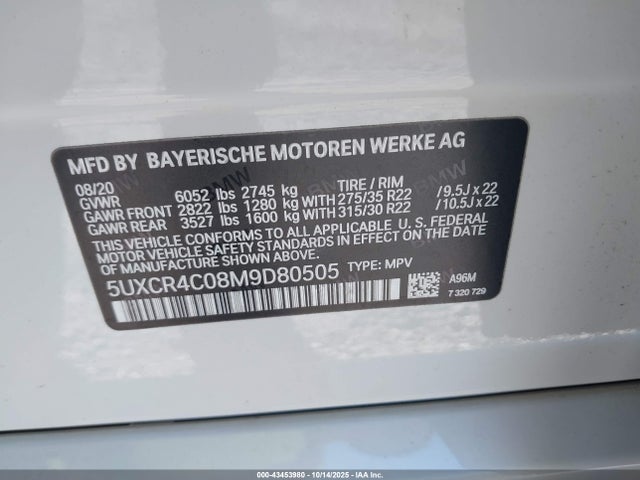 MFD BY BAYERISCHE MOTOREN WERKE AG
08/20
GVWR 6052 lbs 2745 kg TIRE / RIM
GAWR FRONT 2822 lbs 1280 kg WITH 275/35 R22 /9.5J x 22
GAWR REAR 3527 lbs 1600 kg WITH 315/30 R22 /10.5J x 22
THIS VEHICLE CONFORMS TO ALL APPLICABLE U.S. FEDERAL
MOTOR VEHICLE SAFETY STANDARDS IN EFFECT ON THE DATE
OF MANUFACTURE SHOWN ABOVE.
5UXCR4C08M9D80505 TYPE: MPV
A96M
7 320 729
000-43453980 - 10/14/2025 - IAA Inc.